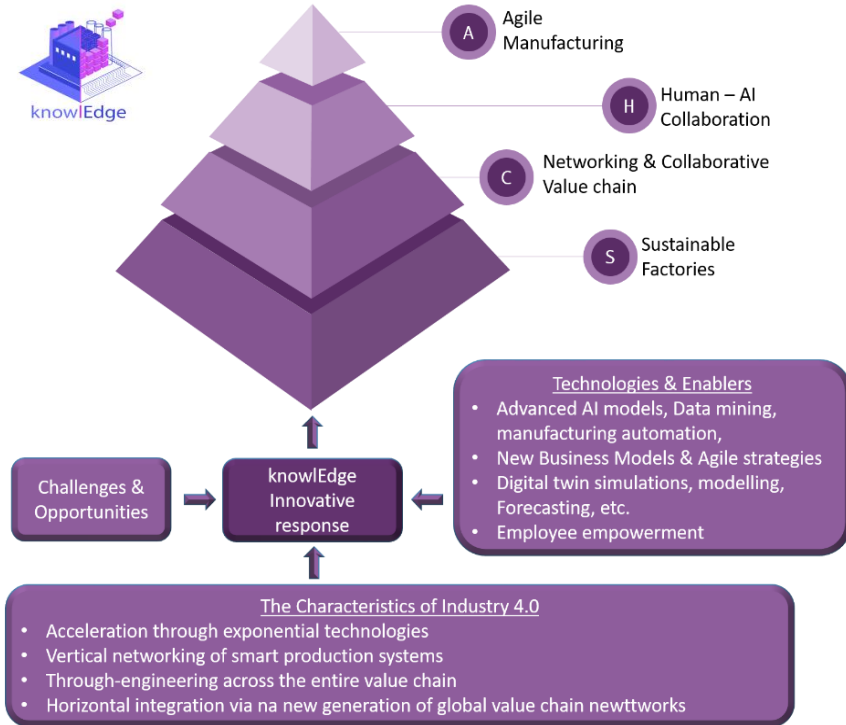 knowlEdge
A
Agile
Manufacturing
H
Human – AI
Collaboration
C
Networking & Collaborative
Value chain
S
Sustainable
Factories
Technologies & Enablers
• Advanced AI models, Data mining,
manufacturing automation,
• New Business Models & Agile strategies
• Digital twin simulations, modelling,
Forecasting, etc.
• Employee empowerment
Challenges &
Opportunities
knowlEdge
Innovative
response
The Characteristics of Industry 4.0
• Acceleration through exponential technologies
• Vertical networking of smart production systems
• Through-engineering across the entire value chain
• Horizontal integration via na new generation of global value chain newttworks